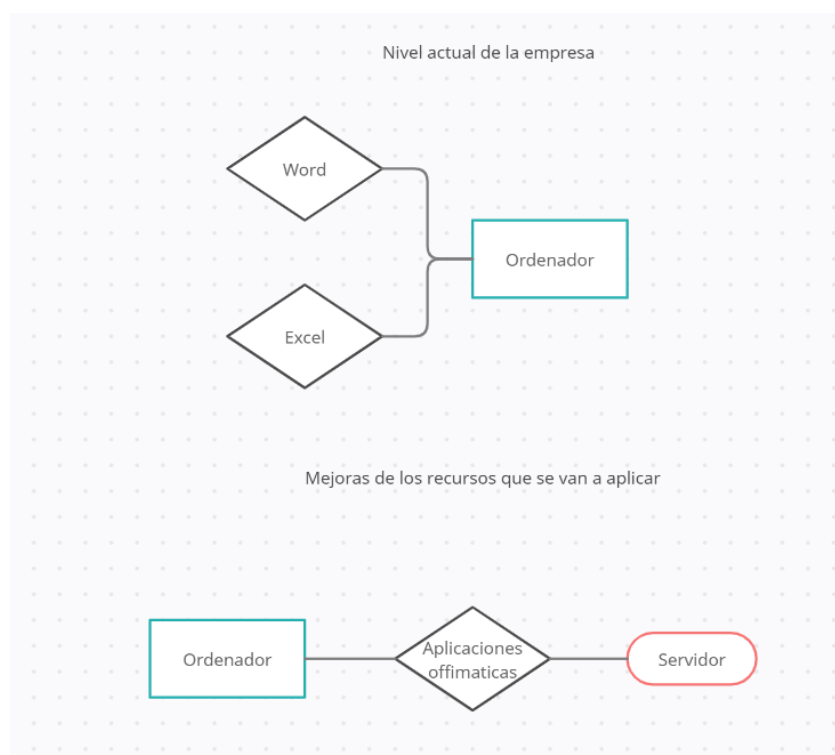 Nivel actual de la empresa
Word
Ordenador
Excel
Mejoras de los recursos que se van a aplicar
Ordenador
Aplicaciones
offimaticas
Servidor